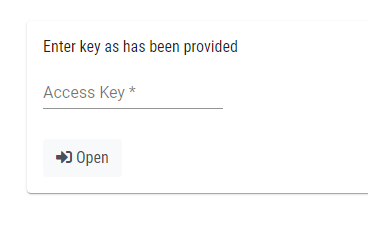 Enter key as has been provided
Access Key *
Open